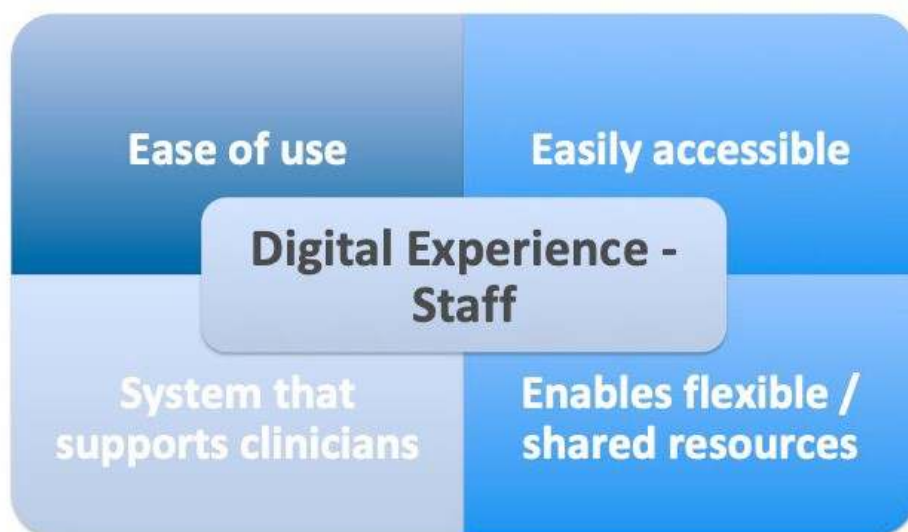 Ease of use
Easily accessible
Digital Experience -
Staff
System that
supports clinicians
Enables flexible /
shared resources